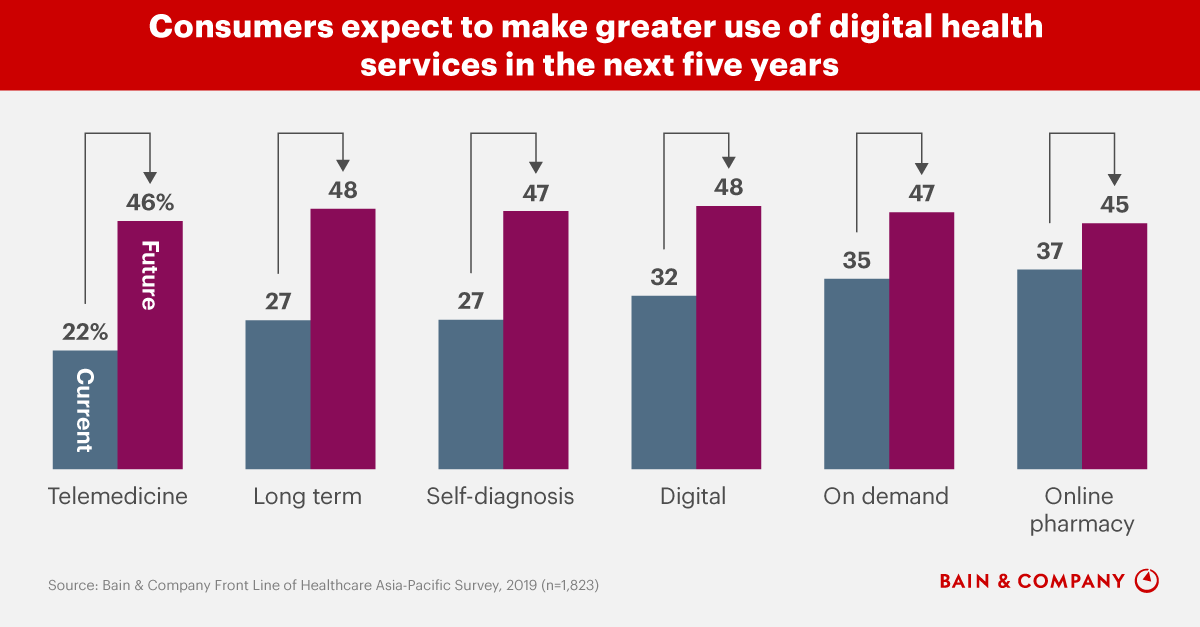 Consumers expect to make greater use of digital health
services in the next five years
46%
Future
22%
Current
Telemedicine
48
27
Long term
47
27
Self-diagnosis
48
32
Digital
47
35
On demand
45
37
Online
pharmacy
Source: Bain & Company Front Line of Healthcare Asia-Pacific Survey, 2019 (n=1,823)
BAIN & COMPANY